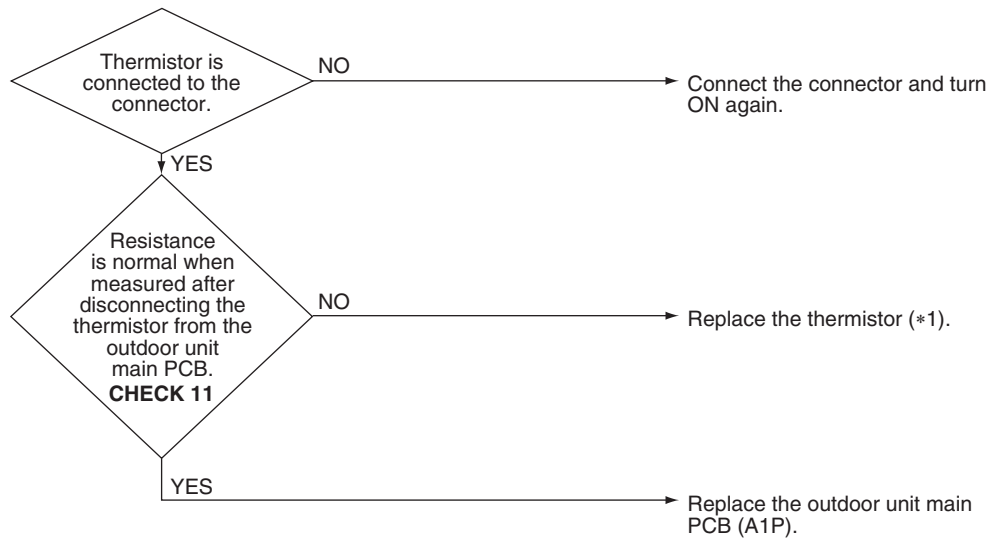 Thermistor is
connected to the
connector.
NO
Connect the connector and turn
ON again.
YES
Resistance
is normal when
measured after
disconnecting the
thermistor from the
outdoor unit
main PCB.
CHECK 11
NO
Replace the thermistor (*1).
YES
Replace the outdoor unit main
PCB (A1P).